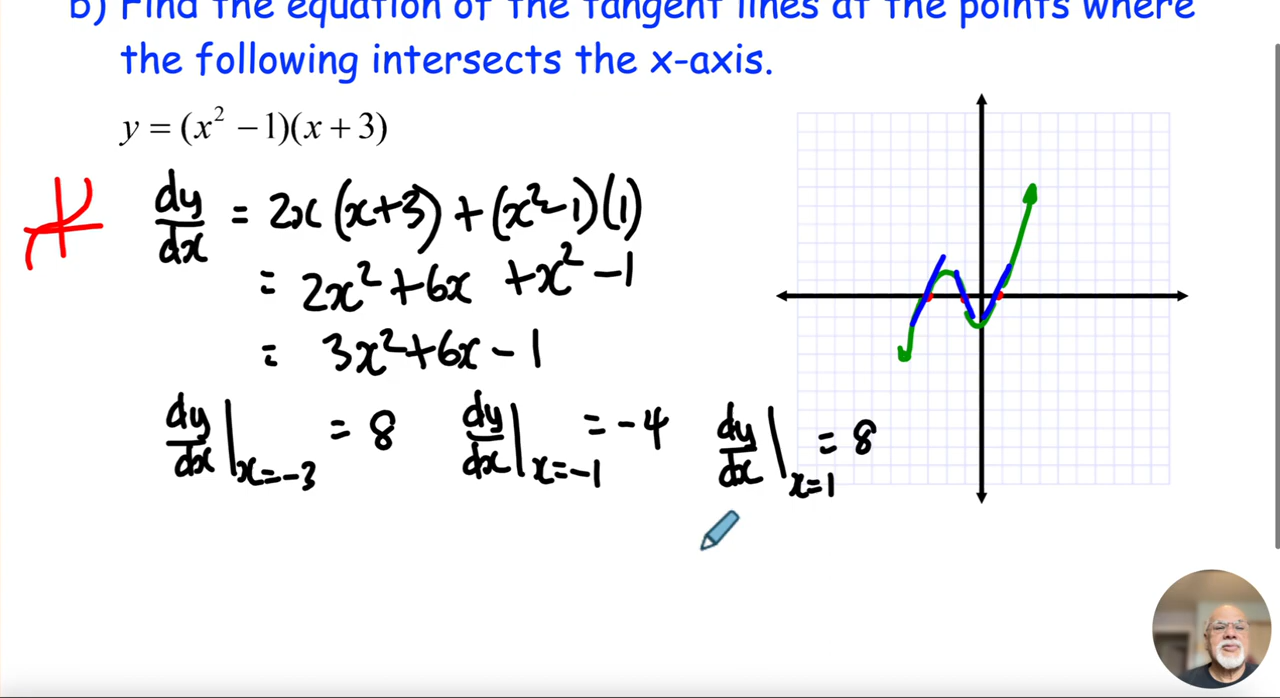 b) Find the equation of the tangent lines at the points where
the following intersects the x-axis.
y = (x² − 1)(x + 3)
dy/dx = 2x(x+3) + (x²−1)(1)
= 2x² + 6x + x² − 1
= 3x² + 6x − 1
dy/dx|x=−3 = 8 dy/dx|x=−1 = −4 dy/dx|x=1 = 8